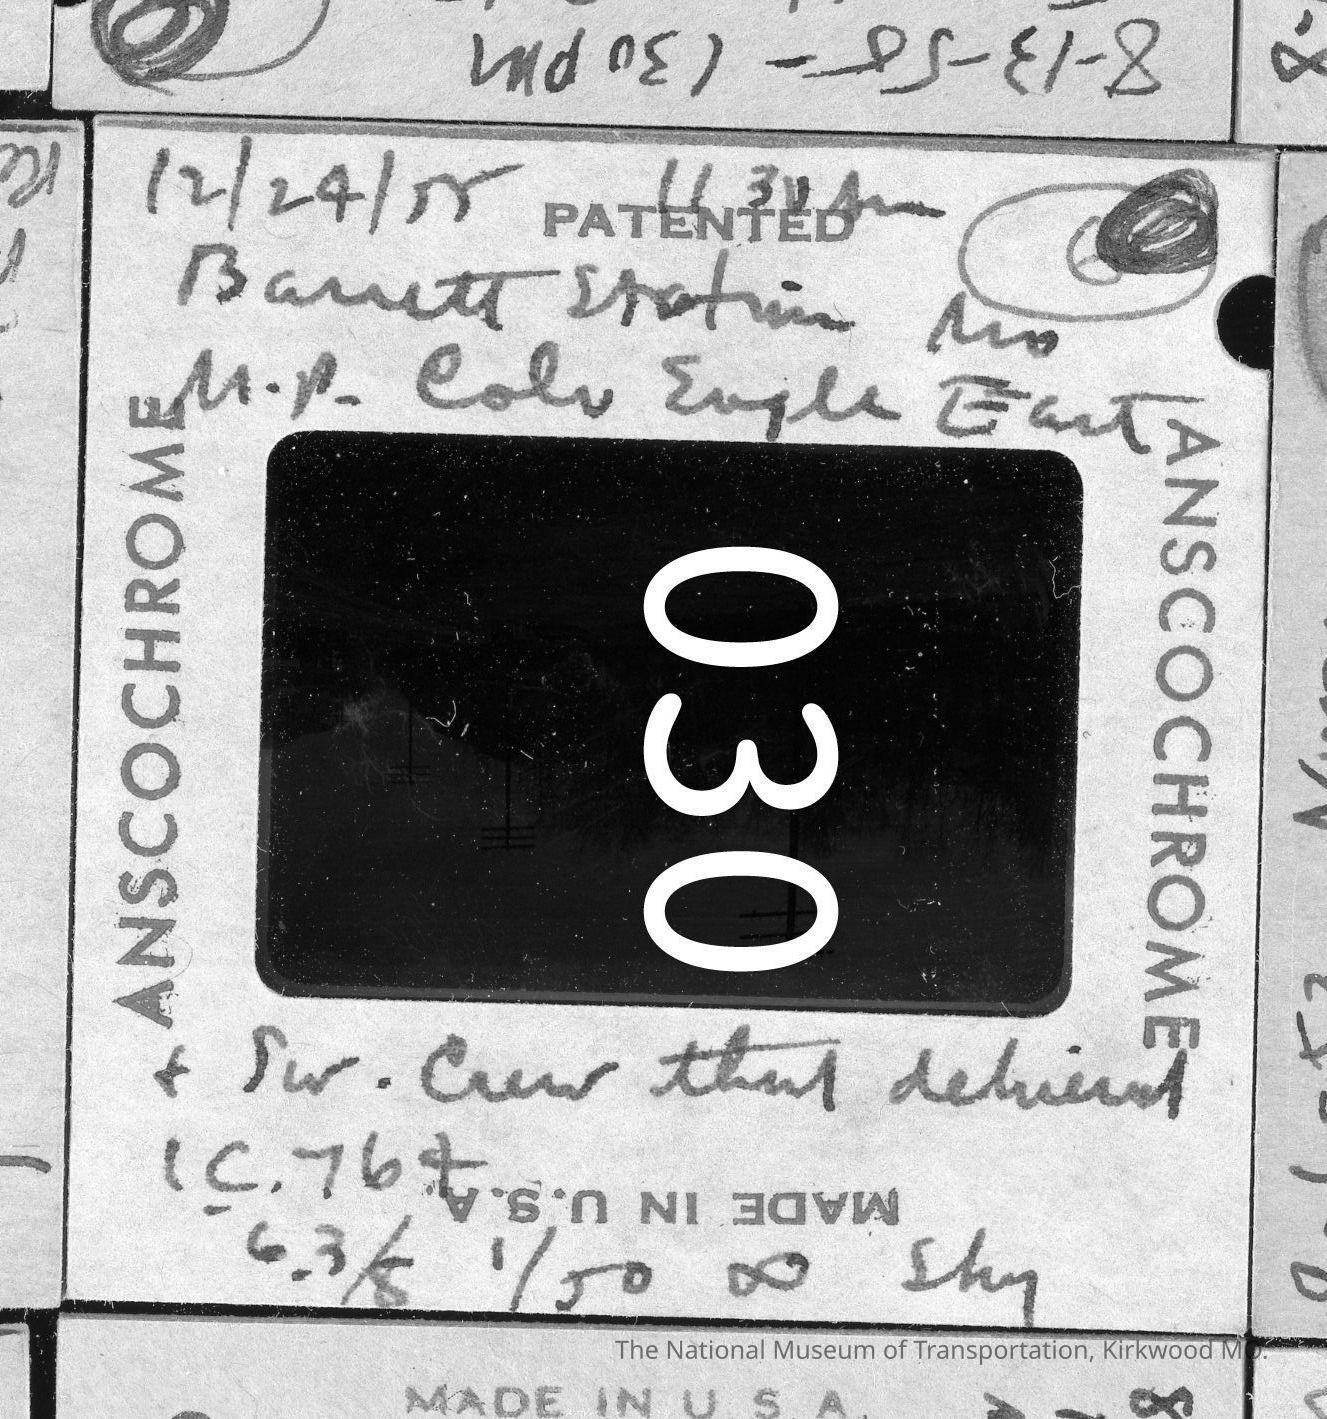 8-13-58 - 130 PM
12/24/55 11 30 Am
PATENTED
Barrett Station Mo
M.P. Colo Eagle East
ANSCOCHROME
ANSCOCHROME
030
+ Sw. Crew that delivered
IC. 764
MADE IN U.S.A.
6.3/8 1/50 ∞ Sky
The National Museum of Transportation, Kirkwood MO.
MADE IN U S A.